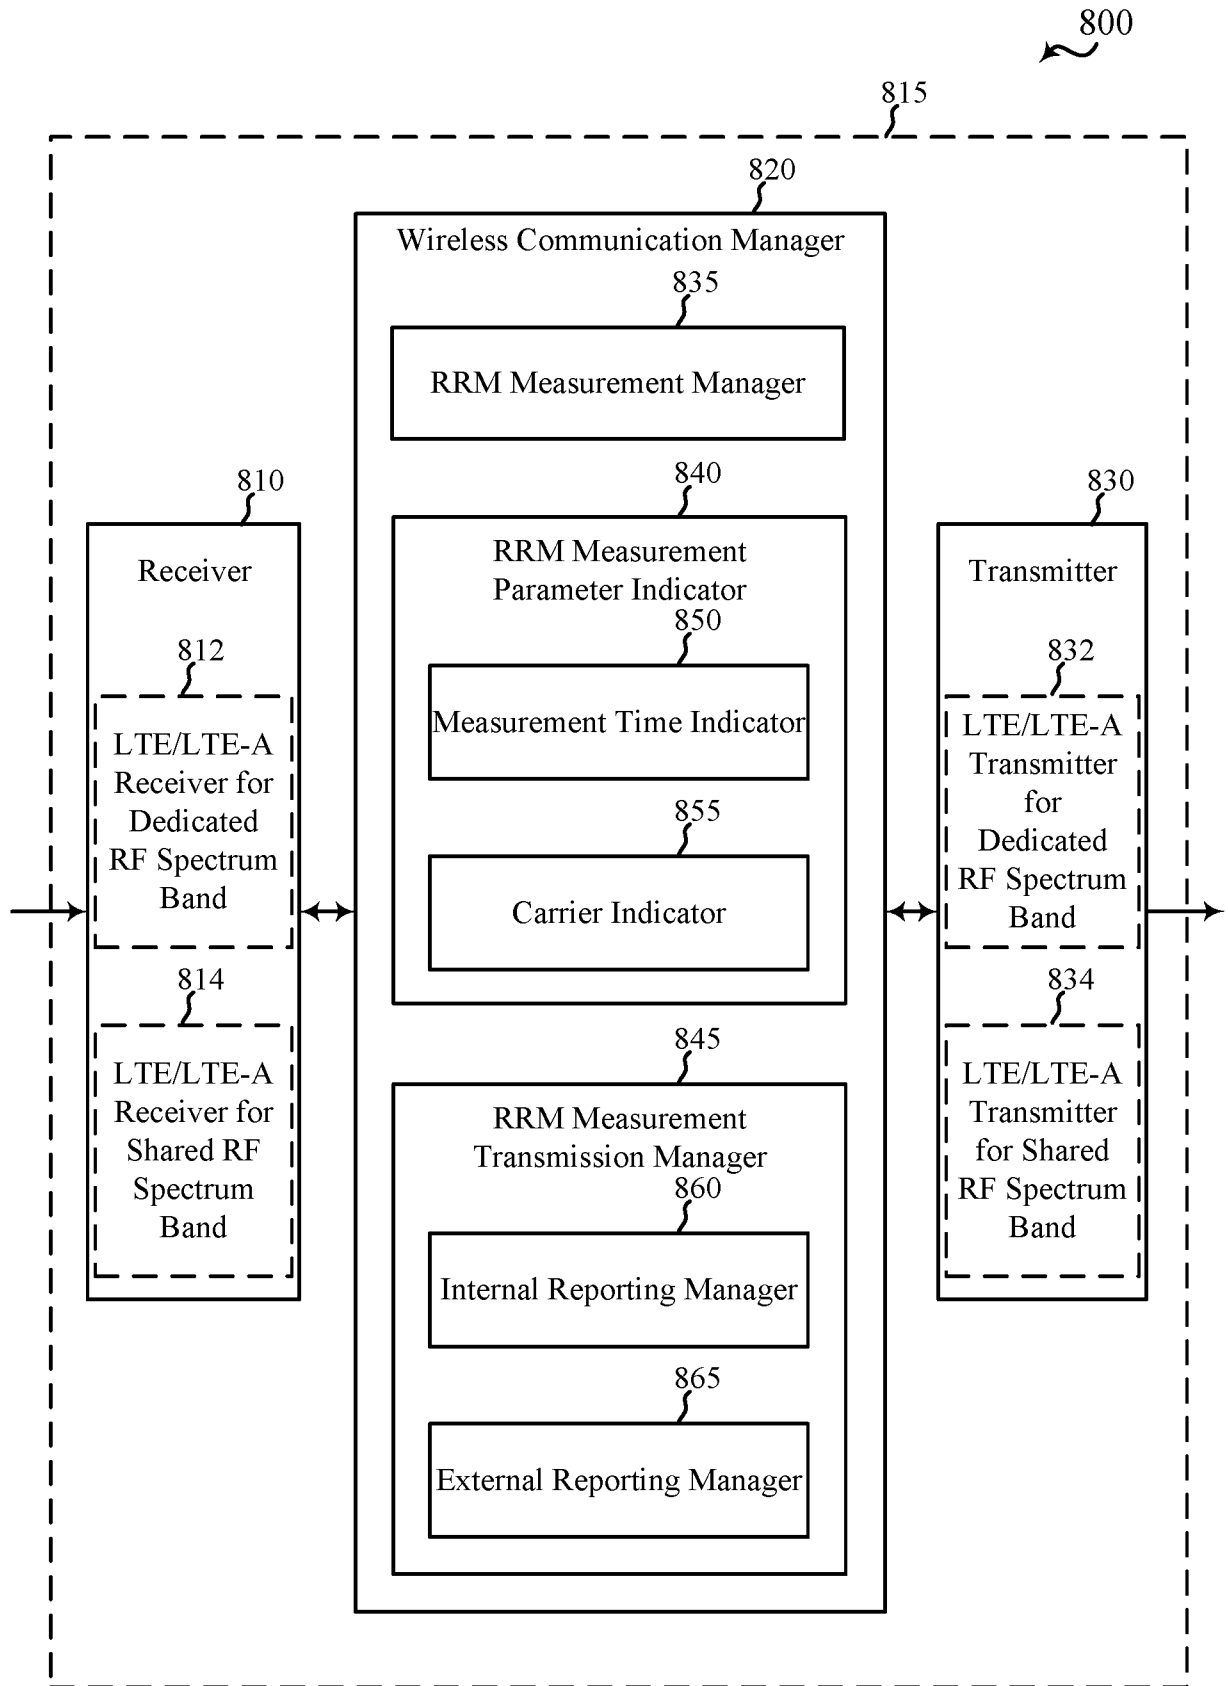 800
815
820
Wireless Communication Manager
835
RRM Measurement Manager
810
Receiver
812
LTE/LTE-A
Receiver for
Dedicated
RF Spectrum
Band
814
LTE/LTE-A
Receiver for
Shared RF
Spectrum
Band
840
RRM Measurement
Parameter Indicator
850
Measurement Time Indicator
855
Carrier Indicator
845
RRM Measurement
Transmission Manager
860
Internal Reporting Manager
865
External Reporting Manager
830
Transmitter
832
LTE/LTE-A
Transmitter
for
Dedicated
RF Spectrum
Band
834
LTE/LTE-A
Transmitter
for Shared
RF Spectrum
Band